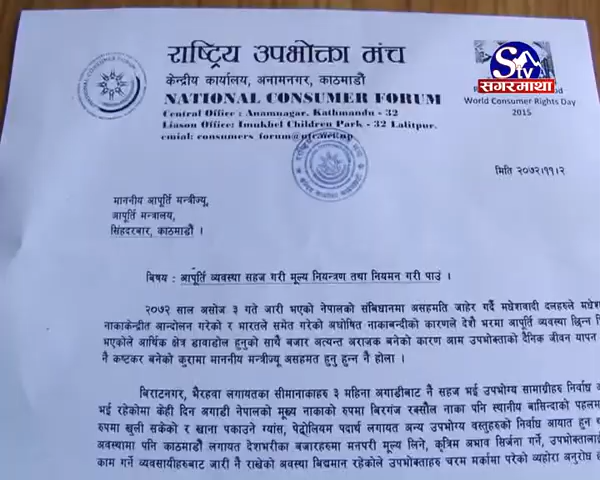 राष्ट्रिय उपभोक्ता मंच
केन्द्रीय कार्यालय, अनामनगर, काठमाडौं
NATIONAL CONSUMER FORUM
Central Office : Anamnagar, Kathmandu - 32
Liason Office: Imukhel Children Park - 32 Lalitpur.
email: consumers_forum@ntc.net.np
STV
सगरमाथा
World Consumer Rights Day
2015
मिति २०७२।११।२
माननीय आपूर्ति मन्त्रीज्यू,
आपूर्ति मन्त्रालय,
सिंहदरबार, काठमाडौं ।
विषय : आपूर्ति व्यवस्था सहज गरी मूल्य नियन्त्रण तथा नियमन गरी पाउं ।
२०७२ साल असोज ३ गते जारी भएको नेपालको संबिधानमा असहमति जाहेर गर्दै मधेशवादी दलहरुले मधेश
नाकाकेन्द्रीत आन्दोलन गरेको र भारतले समेत गरेको अघोषित नाकाबन्दीको कारणले देशै भरमा आपूर्ति व्यवस्था छिन्न
भएकोले आर्थिक क्षेत्र डावाडोल हुनुको साथै बजार अत्यन्त अराजक बनेको कारण आम उपभोक्ताको दैनिक जीवन यापन
नै कष्टकर बनेको कुरामा माननीय मन्त्रीज्यू असहमत हुनु हुन्न नै होला ।
बिराटनगर, भैरहवा लगायतका सीमानाकाहरु ३ महिना अगाडीबाट नै सहज भई उपभोग्य सामाग्रीहरु निर्वाध
भई रहेकोमा केही दिन अगाडी नेपालको मूख्य नाकाको रुपमा बिरगंज रक्सौल नाका पनि स्थानीय बासिन्दाको पहलमा
रुपमा खुली सकेको र खाना पकाउने ग्यांस, पेट्रोलियम पदार्थ लगायत अन्य उपभोग्य वस्तुहरुको निर्वाध आयात हुन
अवस्थामा पनि काठमाडौं लगायत देशभरीका बजारहरुमा मनपरी मूल्य लिने, कृत्रिम अभाव सिर्जना गर्ने, उपभोक्तालाई
काम गर्ने व्यवसायीहरुबाट जारी नै राखेको अवस्था बिद्यमान रहेकोले उपभोक्ताहरु चरम मर्कामा परेको व्यहोरा अनुरोध